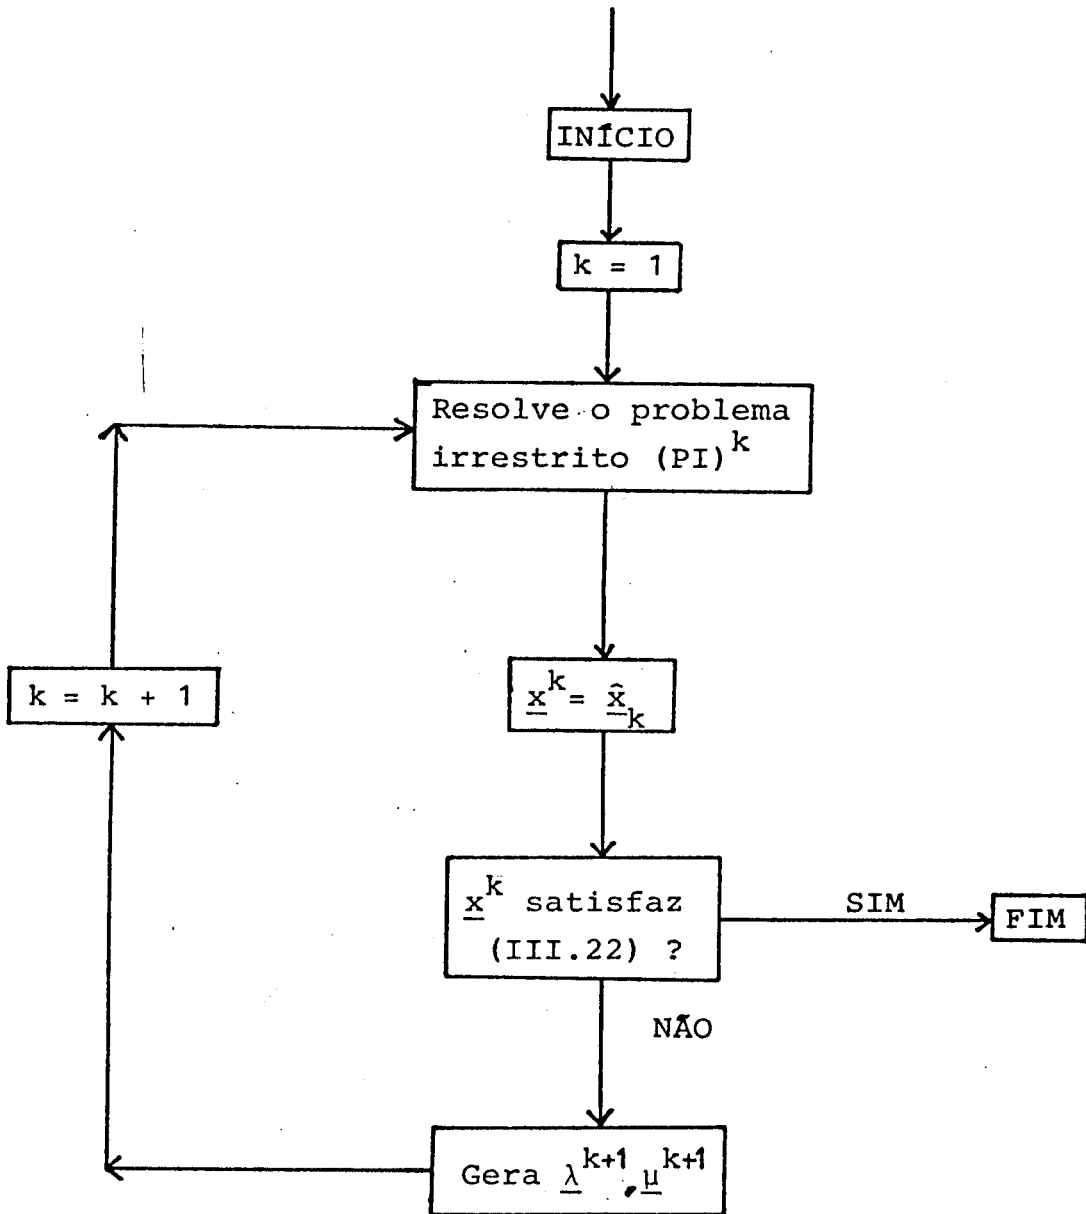 INÍCIO
k = 1
Resolve o problema
irrestrito (PI)^k
k = k + 1
x̲^k = x̲̂_k
x̲^k satisfaz
(III.22) ?
SIM
FIM
NÃO
Gera λ̲^k+1, μ̲^k+1